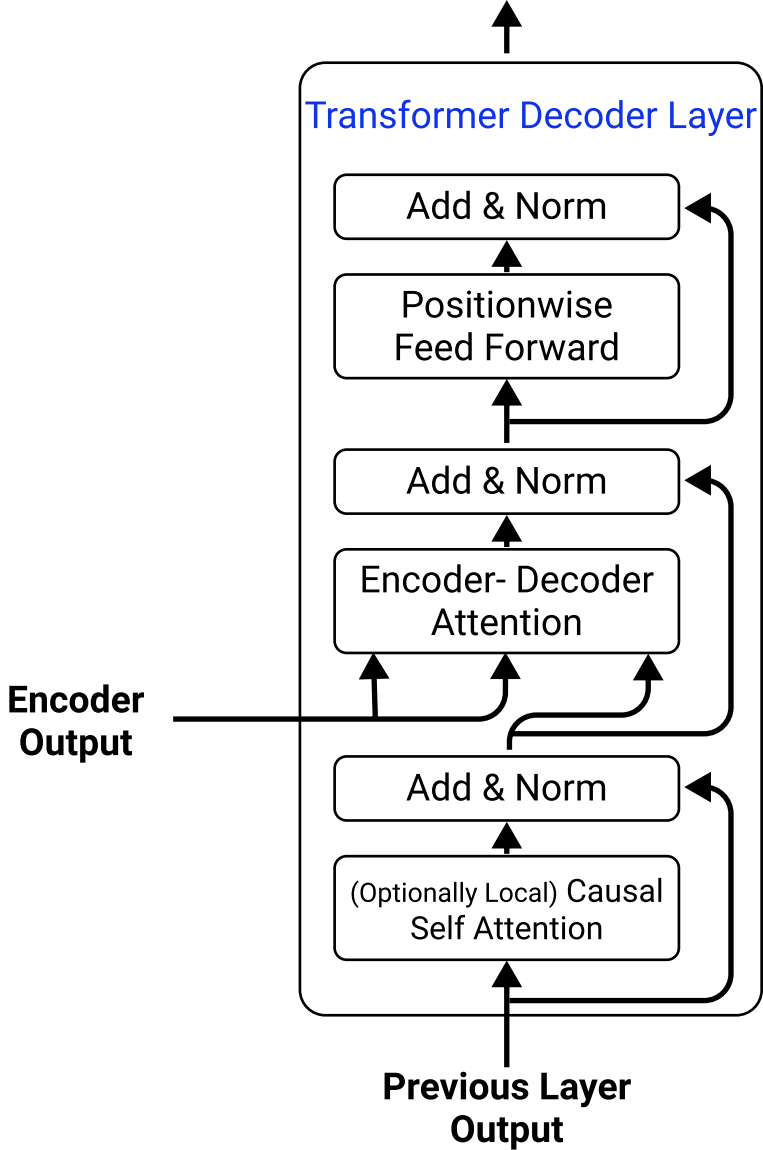 Transformer Decoder Layer
Add & Norm
Positionwise
Feed Forward
Add & Norm
Encoder- Decoder
Attention
Encoder
Output
Add & Norm
(Optionally Local) Causal
Self Attention
Previous Layer
Output